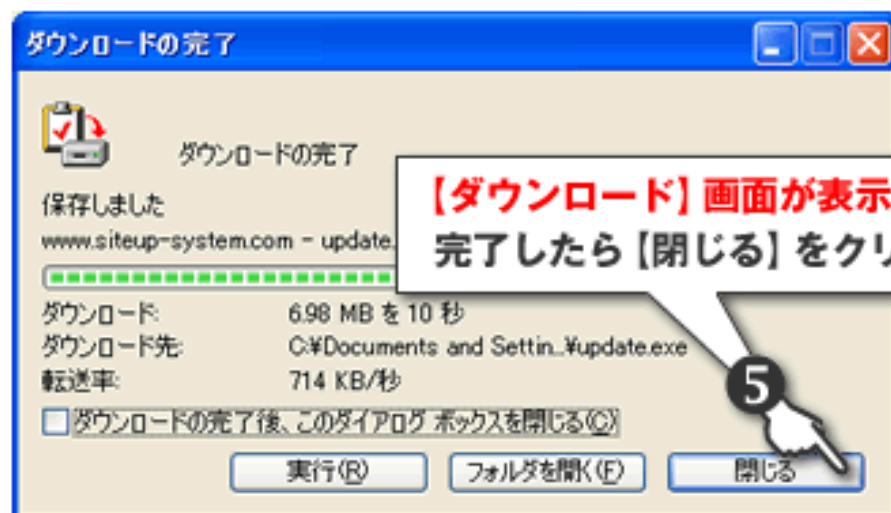 ダウンロードの完了
ダウンロードの完了
保存しました
www.siteup-system.com - update.
【ダウンロード】画面が表示
完了したら【閉じる】をクリ
ダウンロード: 6.98 MB を 10 秒
ダウンロード先: C:¥Documents and Settin...¥update.exe
転送率: 714 KB/秒
5
ダウンロードの完了後、このダイアログ ボックスを閉じる(C)
実行(R) フォルダを開く(F) 閉じる